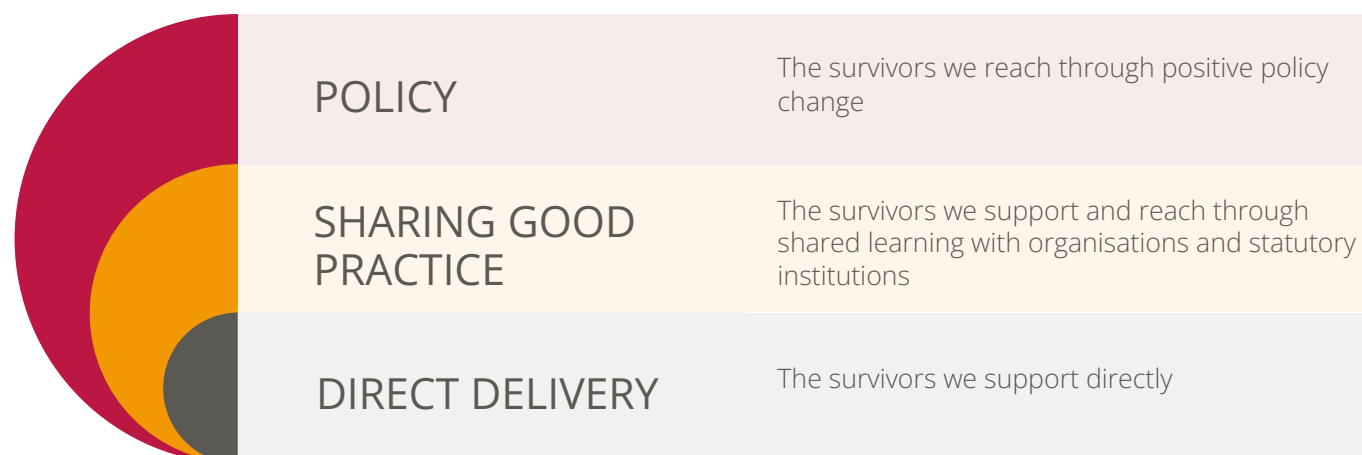 POLICY
The survivors we reach through positive policy
change
SHARING GOOD
PRACTICE
The survivors we support and reach through
shared learning with organisations and statutory
institutions
DIRECT DELIVERY
The survivors we support directly